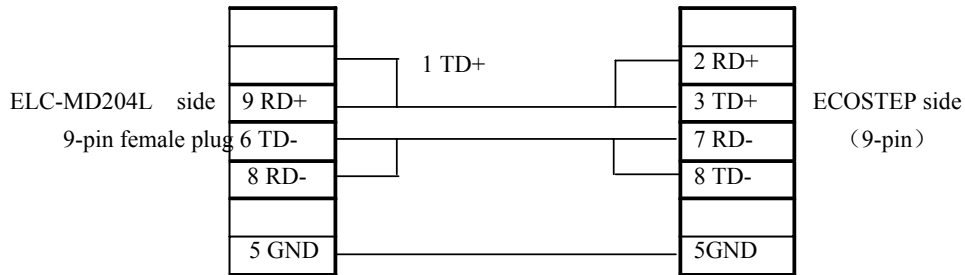 1 TD+ 2 RD+
ELC-MD204L side 9 RD+ 3 TD+ ECOSTEP side
9-pin female plug 6 TD- 7 RD- （9-pin）
8 RD- 8 TD-
5 GND 5GND